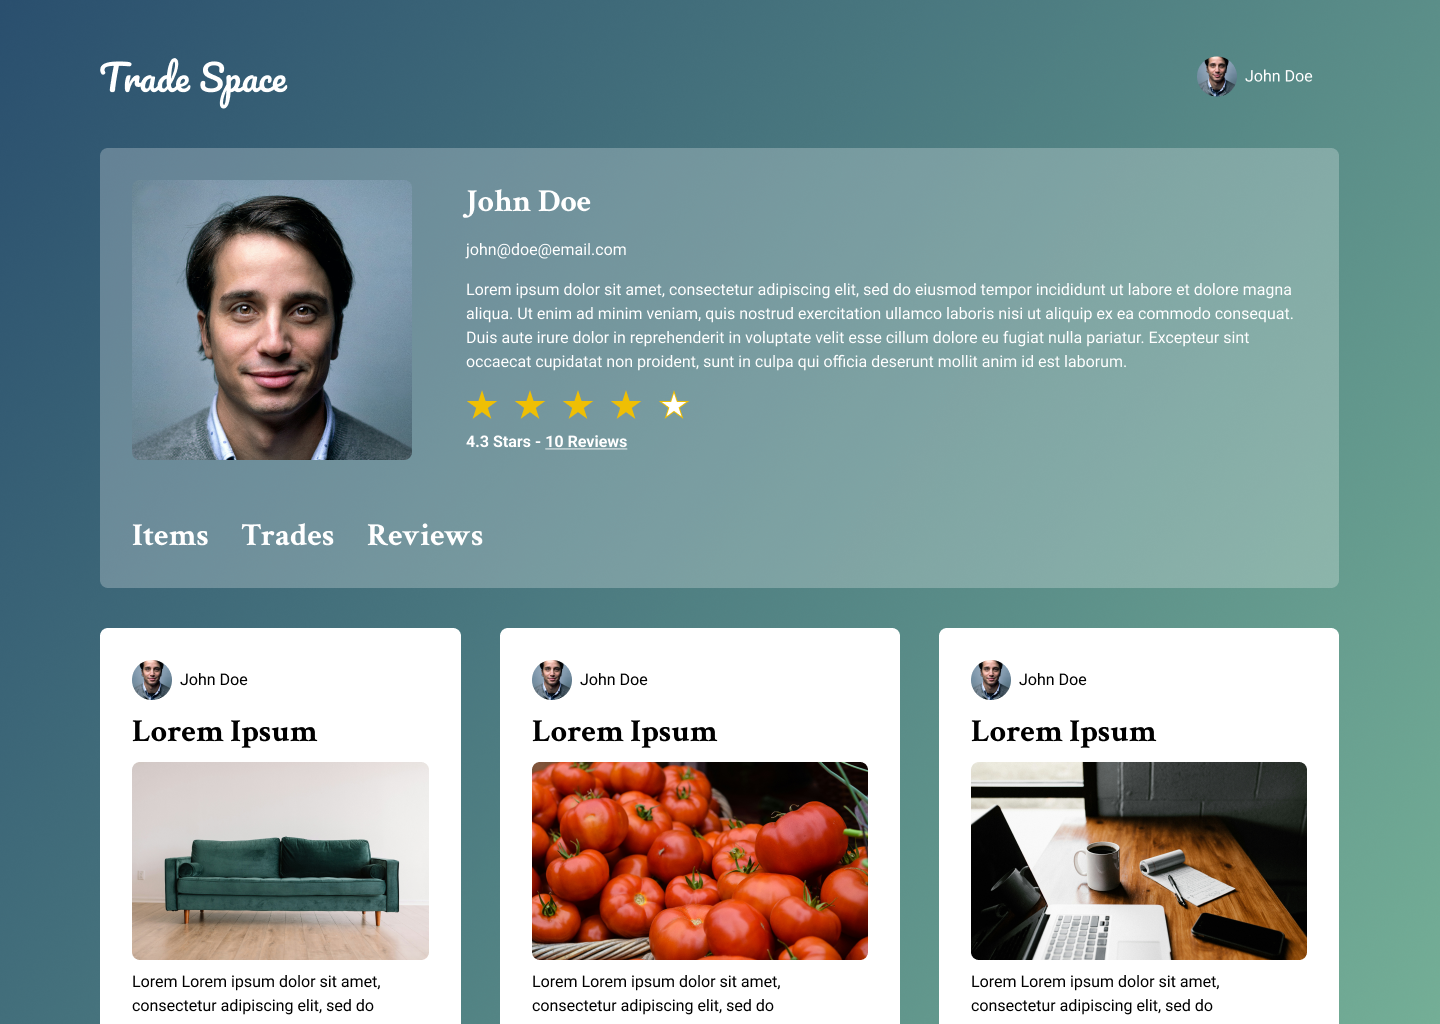 Trade Space
John Doe
John Doe
john@doe@email.com
Lorem ipsum dolor sit amet, consectetur adipiscing elit, sed do eiusmod tempor incididunt ut labore et dolore magna
aliqua. Ut enim ad minim veniam, quis nostrud exercitation ullamco laboris nisi ut aliquip ex ea commodo consequat.
Duis aute irure dolor in reprehenderit in voluptate velit esse cillum dolore eu fugiat nulla pariatur. Excepteur sint
occaecat cupidatat non proident, sunt in culpa qui officia deserunt mollit anim id est laborum.
4.3 Stars - 10 Reviews
Items Trades Reviews
John Doe
Lorem Ipsum
Lorem Lorem ipsum dolor sit amet,
consectetur adipiscing elit, sed do
John Doe
Lorem Ipsum
Lorem Lorem ipsum dolor sit amet,
consectetur adipiscing elit, sed do
John Doe
Lorem Ipsum
Lorem Lorem ipsum dolor sit amet,
consectetur adipiscing elit, sed do